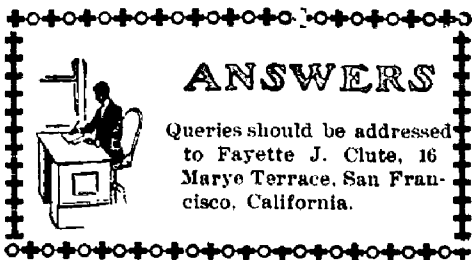 ANSWERS
Queries should be addressed
to Fayette J. Clute, 16
Marye Terrace, San Fran-
cisco, California.